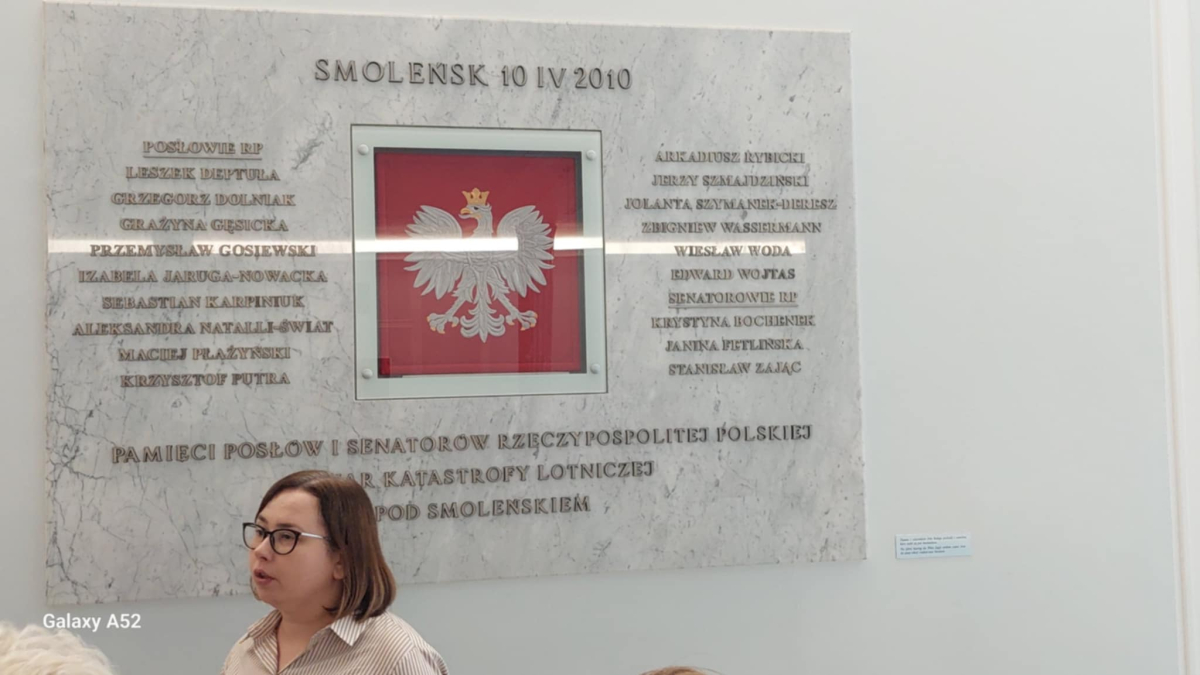 SMOLEŃSK 10 IV 2010
POSŁOWIE RP
LESZEK DEPTUŁA
GRZEGORZ DOLNIAK
GRAŻYNA GĘSICKA
PRZEMYSŁAW GOSIEWSKI
IZABELA JARUGA-NOWACKA
SEBASTIAN KARPINIUK
ALEKSANDRA NATALLI-ŚWIAT
MACIEJ PŁAŻYŃSKI
KRZYSZTOF PUTRA
ARKADIUSZ RYBICKI
JERZY SZMAJDZIŃSKI
JOLANTA SZYMANEK-DERESZ
ZBIGNIEW WASSERMANN
WIESŁAW WODA
EDWARD WOJTAS
SENATOROWIE RP
KRYSTYNA BOCHENEK
JANINA FETLIŃSKA
STANISŁAW ZAJĄC
PAMIĘCI POSŁÓW I SENATORÓW RZECZYPOSPOLITEJ POLSKIEJ
KATASTROFY LOTNICZEJ
POD SMOLEŃSKIEM
Galaxy A52